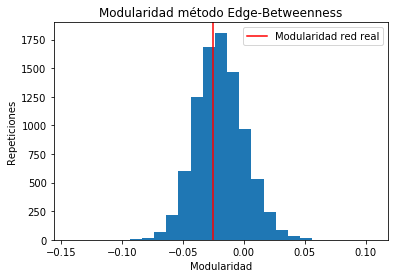 Modularidad método Edge-Betweenness
Modularidad red real
1750
1500
1250
1000
750
500
250
0
Repeticiones
−0.15 −0.10 −0.05 0.00 0.05 0.10
Modularidad